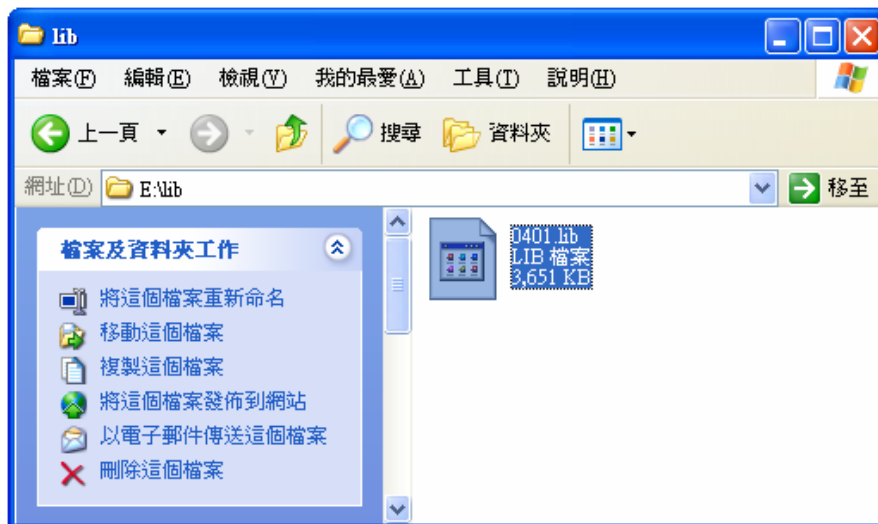 lib
檔案(F) 編輯(E) 檢視(V) 我的最愛(A) 工具(T) 說明(H)
上一頁 搜尋 資料夾
網址(D) E:\lib 移至
檔案及資料夾工作
將這個檔案重新命名
移動這個檔案
複製這個檔案
將這個檔案發佈到網站
以電子郵件傳送這個檔案
刪除這個檔案
0401.lib
LIB 檔案
3,651 KB